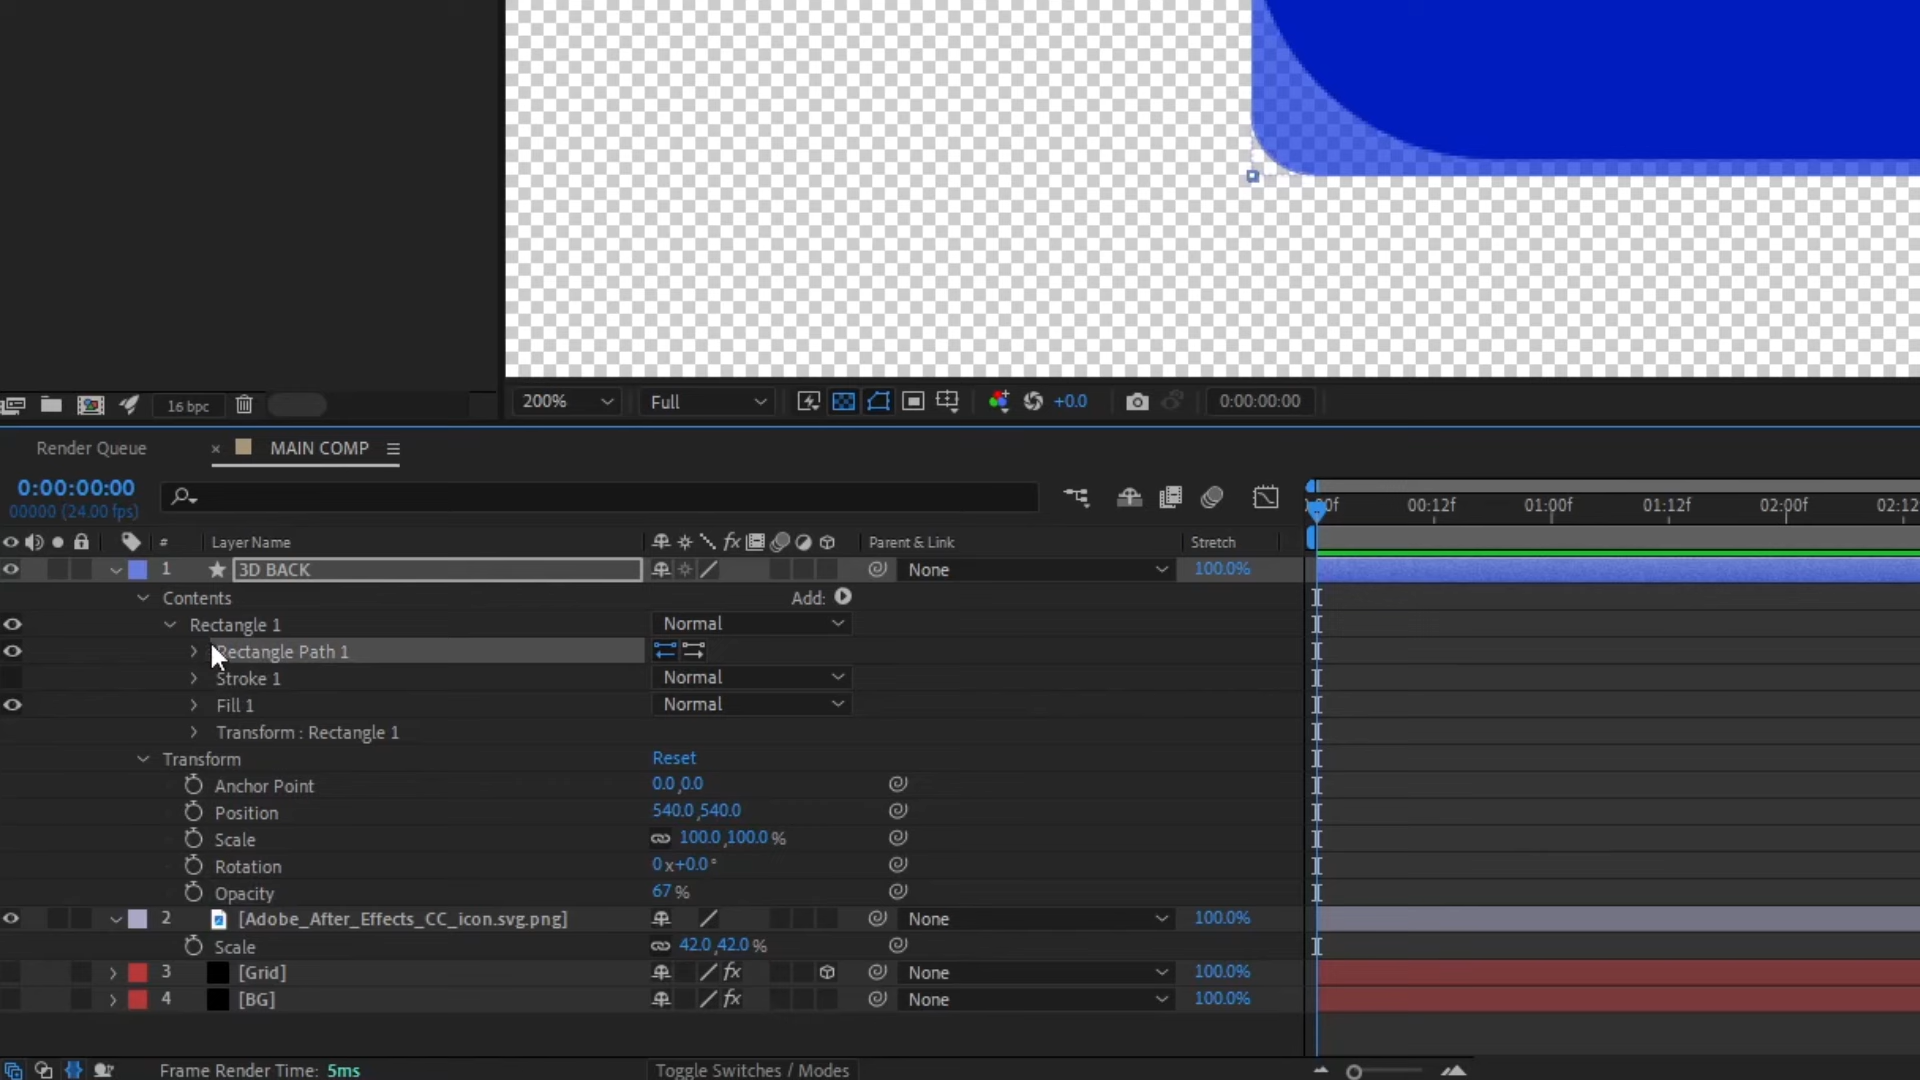 16 bpc 200% Full +0.0 0:00:00:00
Render Queue × MAIN COMP
0:00:00:00
00000 (24.00 fps) 00f 00:12f 01:00f 01:12f 02:00f 02:12
# Layer Name fx Parent & Link Stretch
1 3D BACK None 100.0%
Contents Add:
Rectangle 1 Normal
Rectangle Path 1
Stroke 1 Normal
Fill 1 Normal
Transform : Rectangle 1
Transform Reset
Anchor Point 0.0,0.0
Position 540.0,540.0
Scale 100.0,100.0 %
Rotation 0 x+0.0°
Opacity 67 %
2 [Adobe_After_Effects_CC_icon.svg.png] None 100.0%
Scale 42.0,42.0 %
3 [Grid] fx None 100.0%
4 [BG] fx None 100.0%
Frame Render Time: 5ms Toggle Switches / Modes